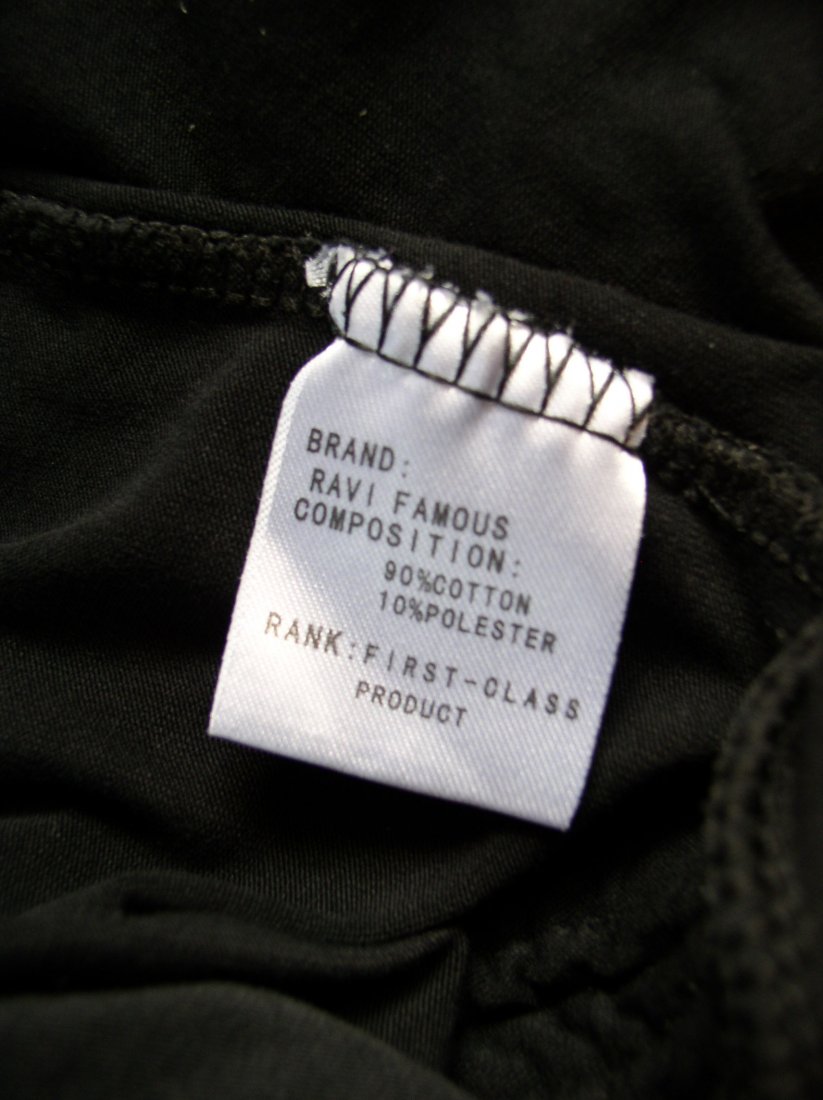 BRAND:
RAVI FAMOUS
COMPOSITION:
90%COTTON
10%POLESTER
RANK:FIRST-CLASS
PRODUCT